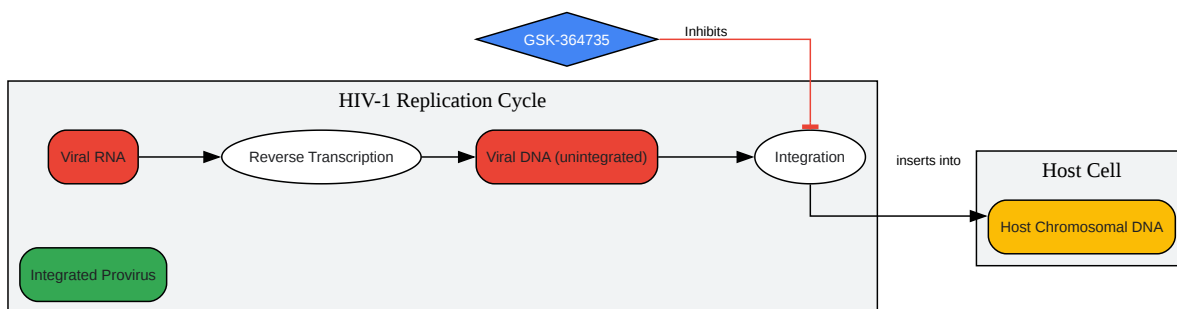 GSK-364735
Inhibits
HIV-1 Replication Cycle
Viral RNA
Reverse Transcription
Viral DNA (unintegrated)
Integration
inserts into
Host Cell
Host Chromosomal DNA
Integrated Provirus